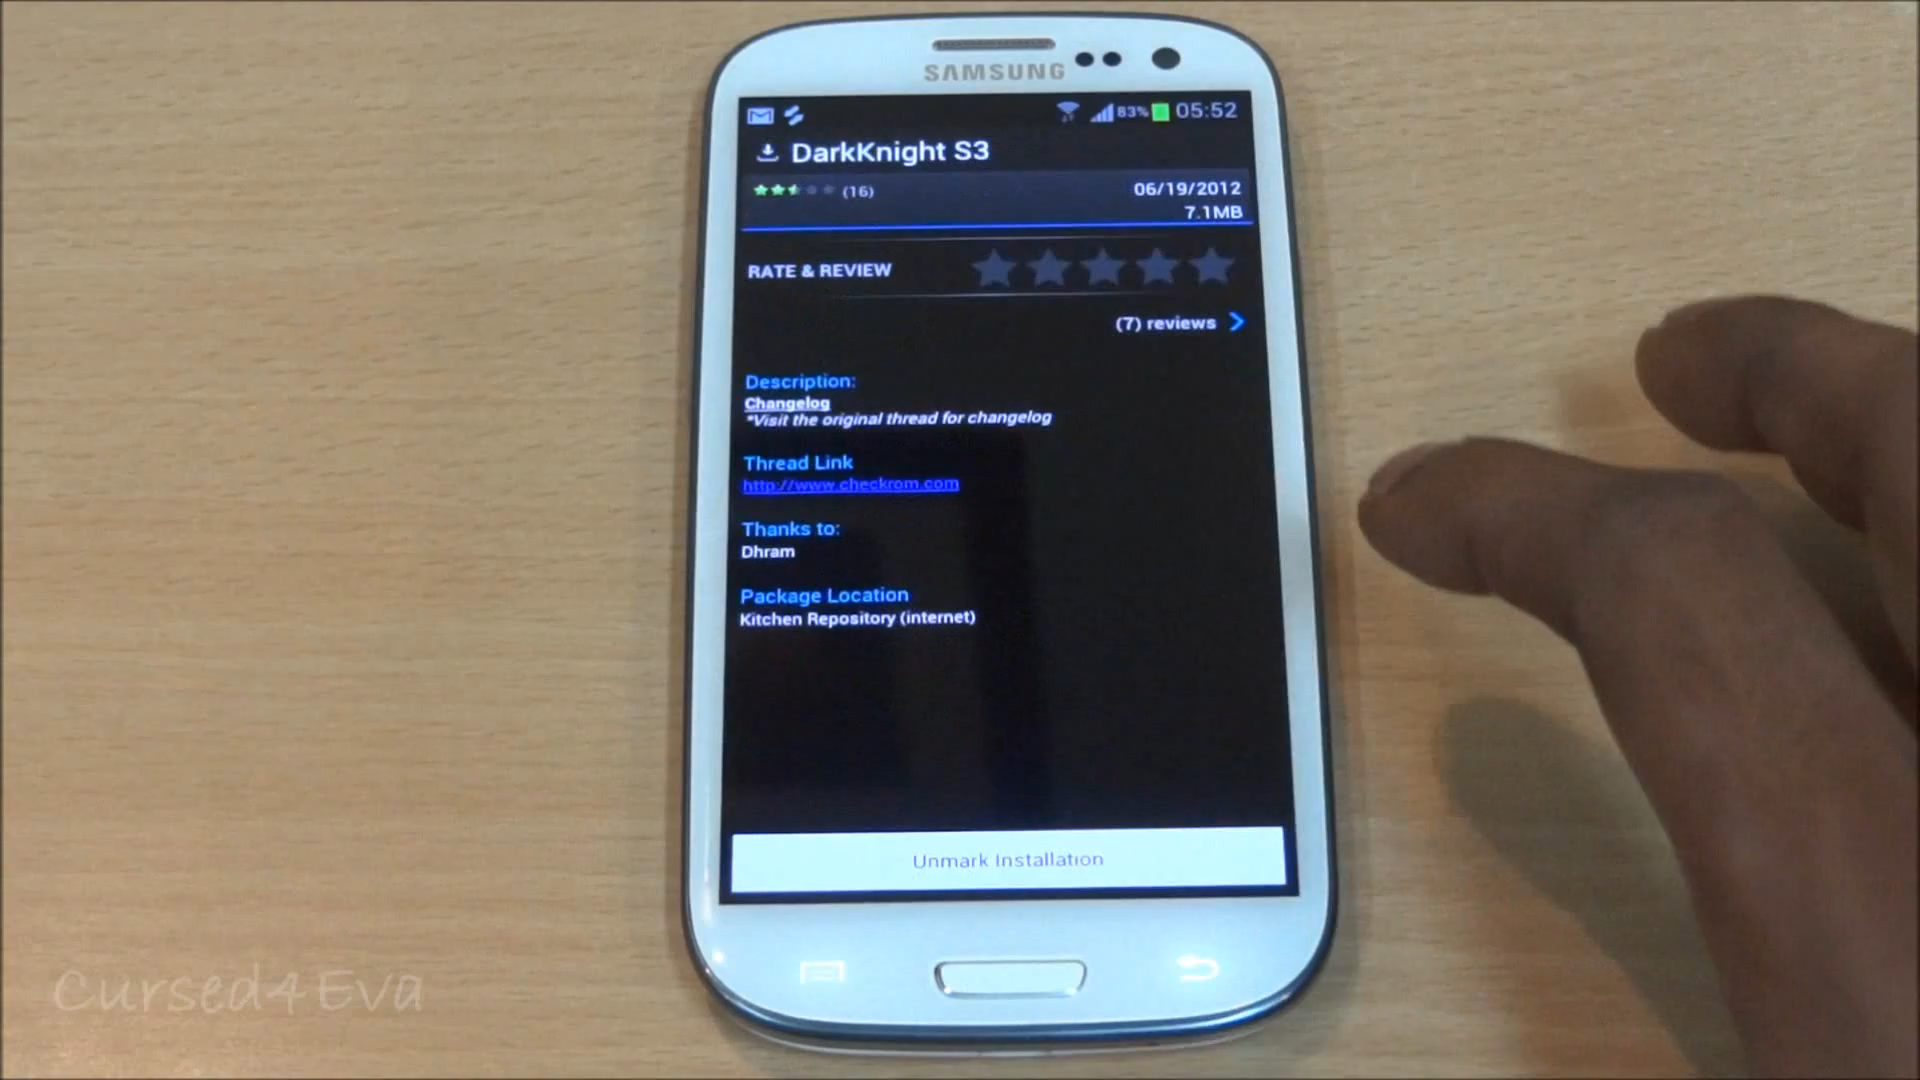 SAMSUNG
83% 05:52
DarkKnight S3
(16) 06/19/2012
7.1MB
RATE & REVIEW
(7) reviews
Description:
Changelog
*Visit the original thread for changelog
Thread Link
http://www.checkrom.com
Thanks to:
Dhram
Package Location
Kitchen Repository (internet)
Unmark Installation
Cursed4Eva